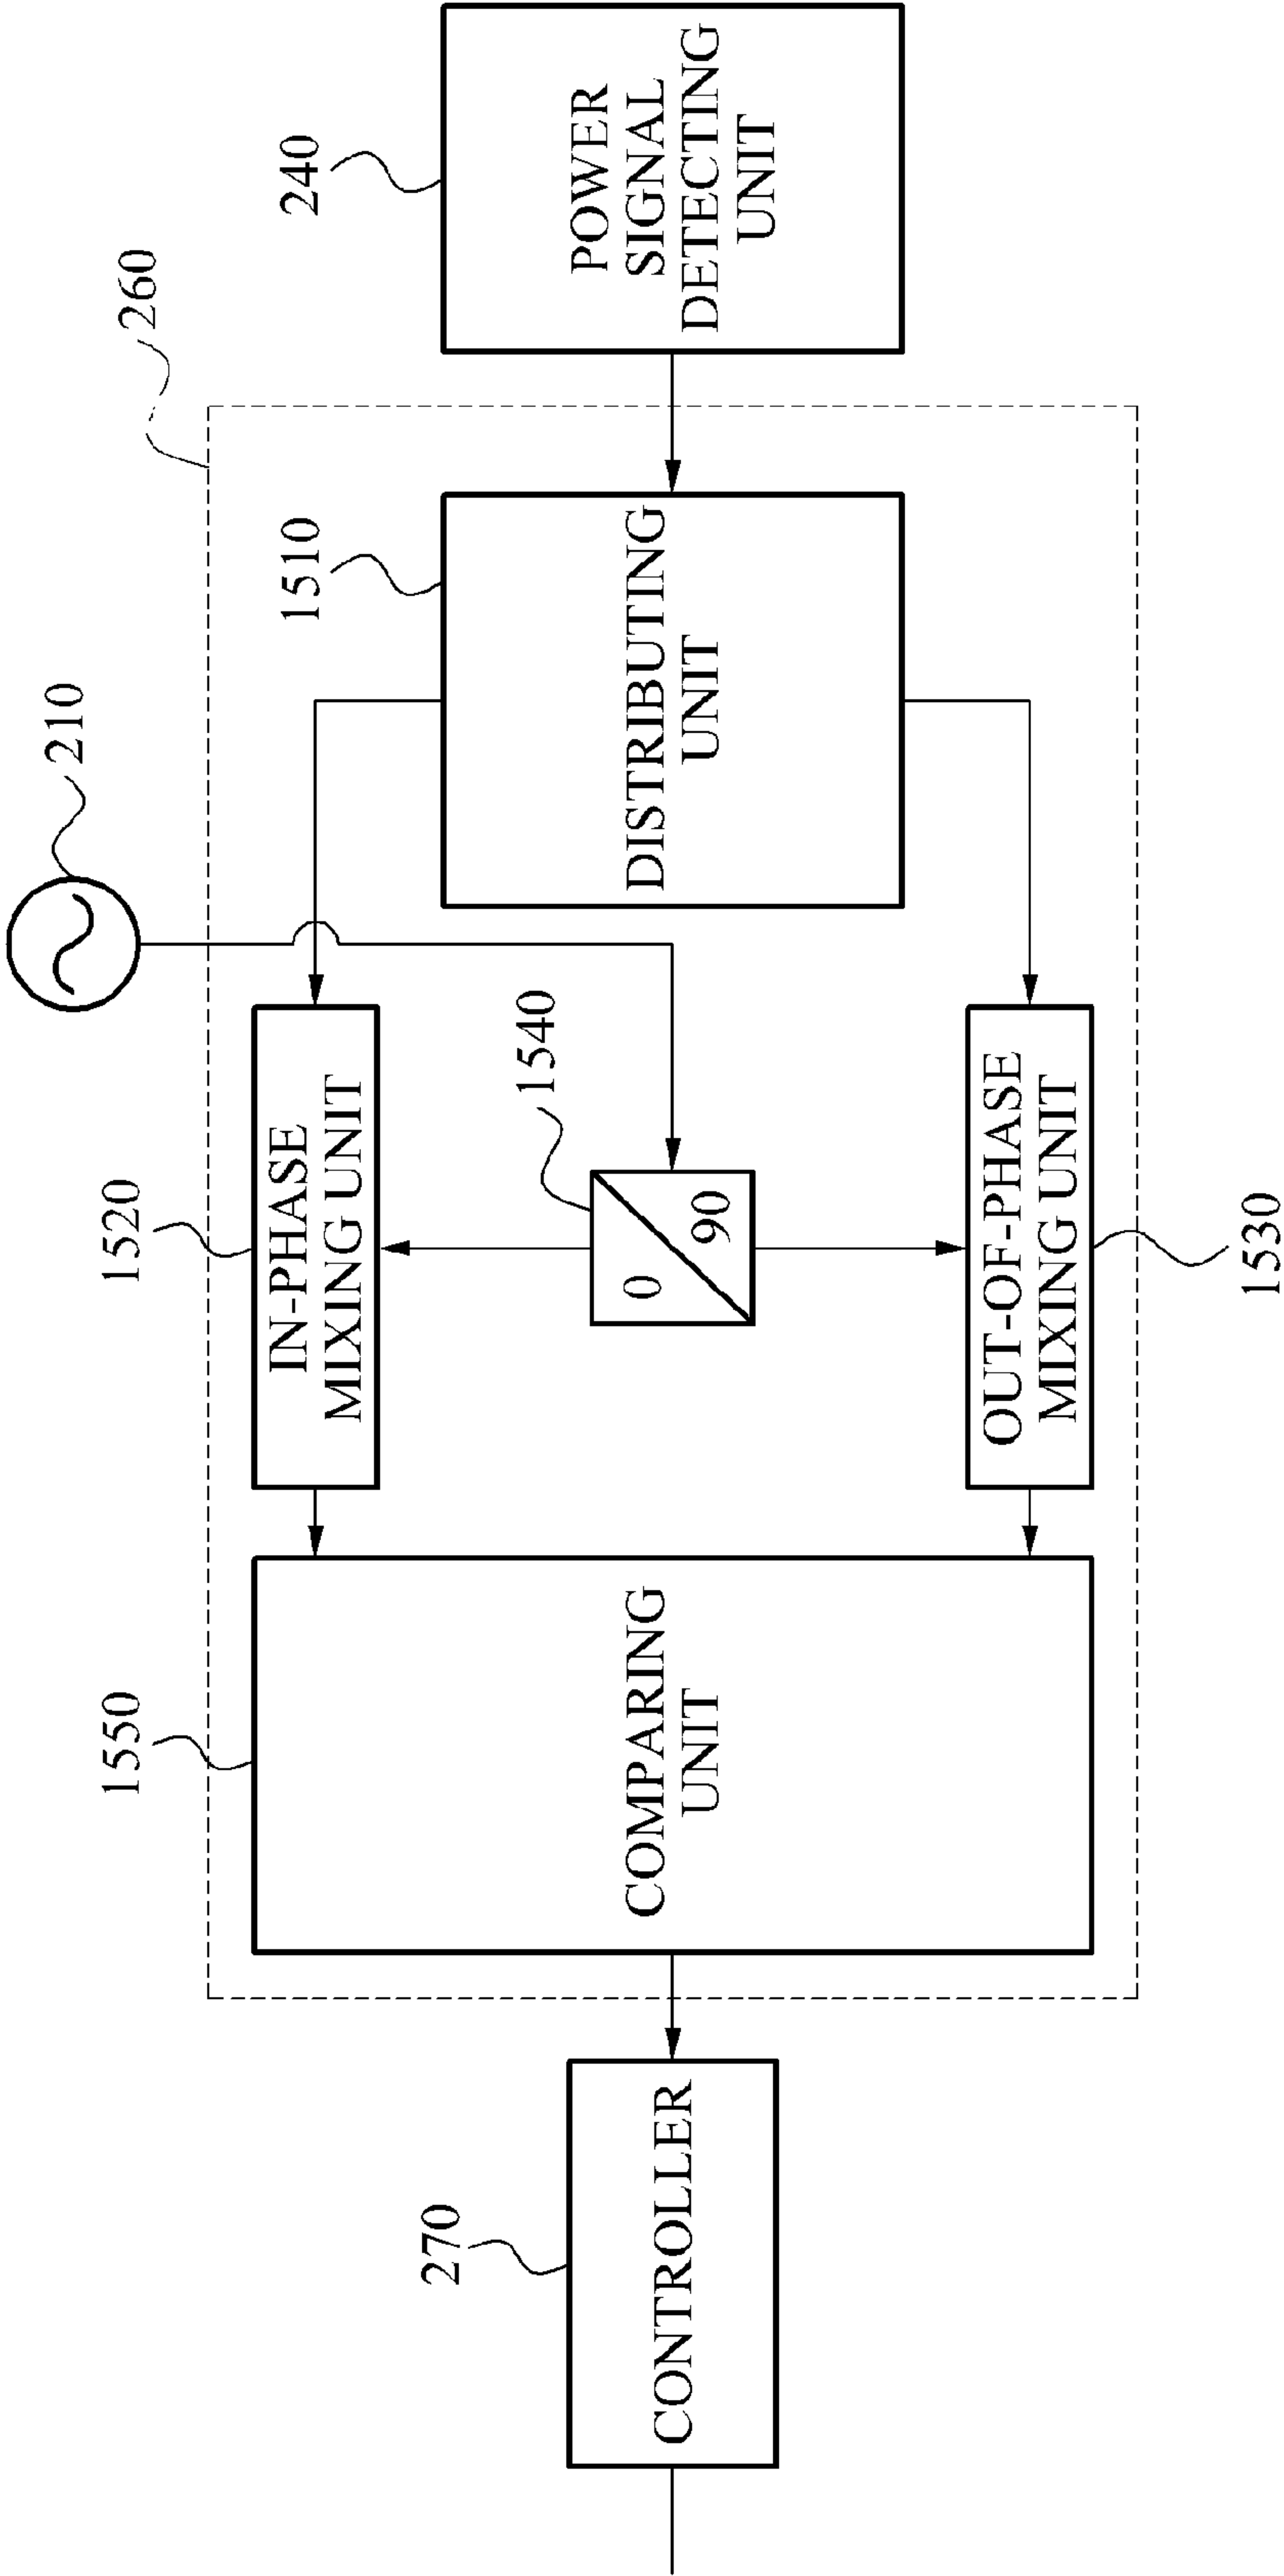 210
260
1550
1520
1510
240
270
CONTROLLER
COMPARING
UNIT
IN-PHASE
MIXING UNIT
1540
0
90
OUT-OF-PHASE
MIXING UNIT
1530
DISTRIBUTING
UNIT
POWER
SIGNAL
DETECTING
UNIT